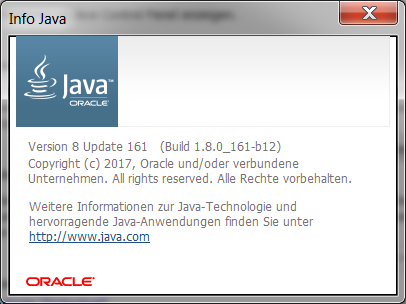 Info Java
Java™
ORACLE
Version 8 Update 161 (Build 1.8.0_161-b12)
Copyright (c) 2017, Oracle und/oder verbundene
Unternehmen. All rights reserved. Alle Rechte vorbehalten.
Weitere Informationen zur Java-Technologie und
hervorragende Java-Anwendungen finden Sie unter
http://www.java.com
ORACLE